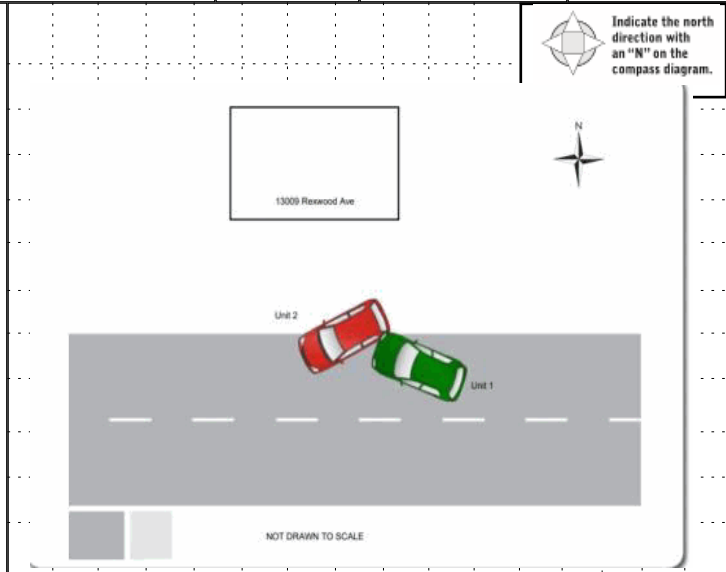 Indicate the north
direction with
an "N" on the
compass diagram.
N
13009 Rexwood Ave
Unit 2
Unit 1
NOT DRAWN TO SCALE